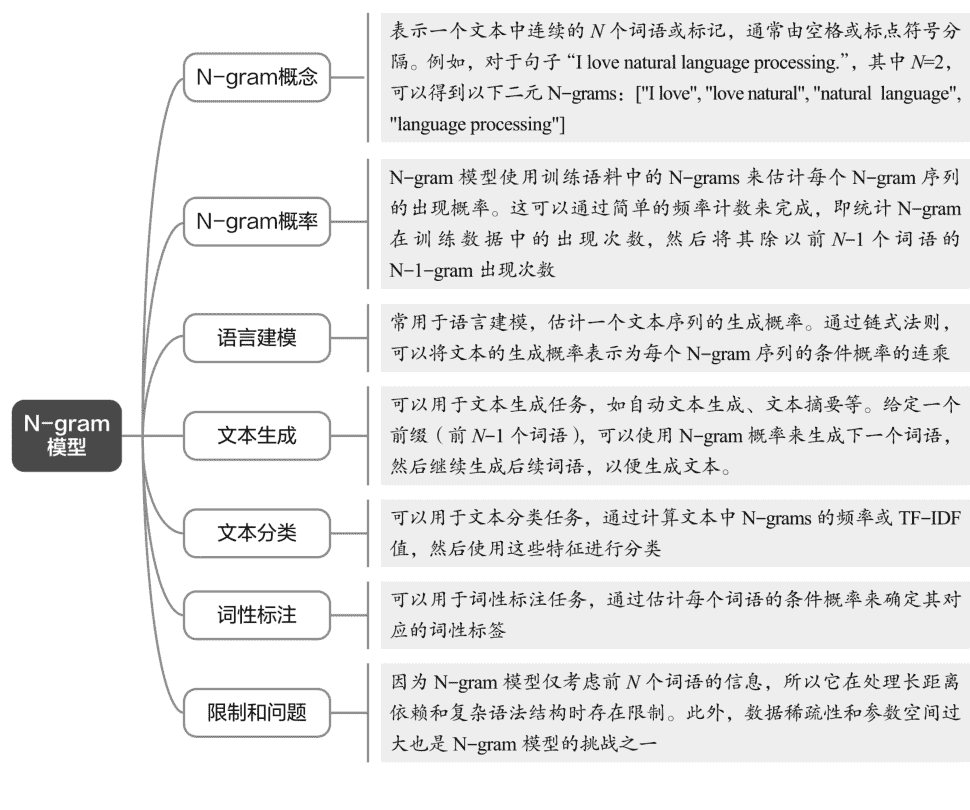 N-gram概念
表示一个文本中连续的 N 个词语或标记，通常由空格或标点符号分
隔。例如，对于句子 “I love natural language processing.”，其中 N=2，
可以得到以下二元 N-grams：["I love", "love natural", "natural language",
"language processing"]
N-gram概率
N-gram 模型使用训练语料中的 N-grams 来估计每个 N-gram 序列
的出现概率。这可以通过简单的频率计数来完成，即统计 N-gram
在训练数据中的出现次数，然后将其除以前 N-1 个词语的
N-1-gram 出现次数
语言建模
常用于语言建模，估计一个文本序列的生成概率。通过链式法则，
可以将文本的生成概率表示为每个 N-gram 序列的条件概率的连乘
N-gram
模型
文本生成
可以用于文本生成任务，如自动文本生成、文本摘要等。给定一个
前缀（前 N-1 个词语），可以使用 N-gram 概率来生成下一个词语，
然后继续生成后续词语，以便生成文本。
文本分类
可以用于文本分类任务，通过计算文本中 N-grams 的频率或 TF-IDF
值，然后使用这些特征进行分类
词性标注
可以用于词性标注任务，通过估计每个词语的条件概率来确定其对
应的词性标签
限制和问题
因为 N-gram 模型仅考虑前 N 个词语的信息，所以它在处理长距离
依赖和复杂语法结构时存在限制。此外，数据稀疏性和参数空间过
大也是 N-gram 模型的挑战之一